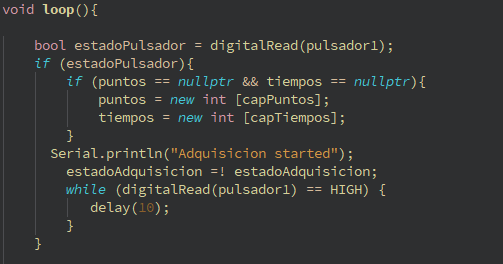 void loop(){
bool estadoPulsador = digitalRead(pulsador1);
if (estadoPulsador){
if (puntos == nullptr && tiempos == nullptr){
puntos = new int [capPuntos];
tiempos = new int [capTiempos];
}
Serial.println("Adquisicion started");
estadoAdquisicion =! estadoAdquisicion;
while (digitalRead(pulsador1) == HIGH) {
delay(10);
}
}